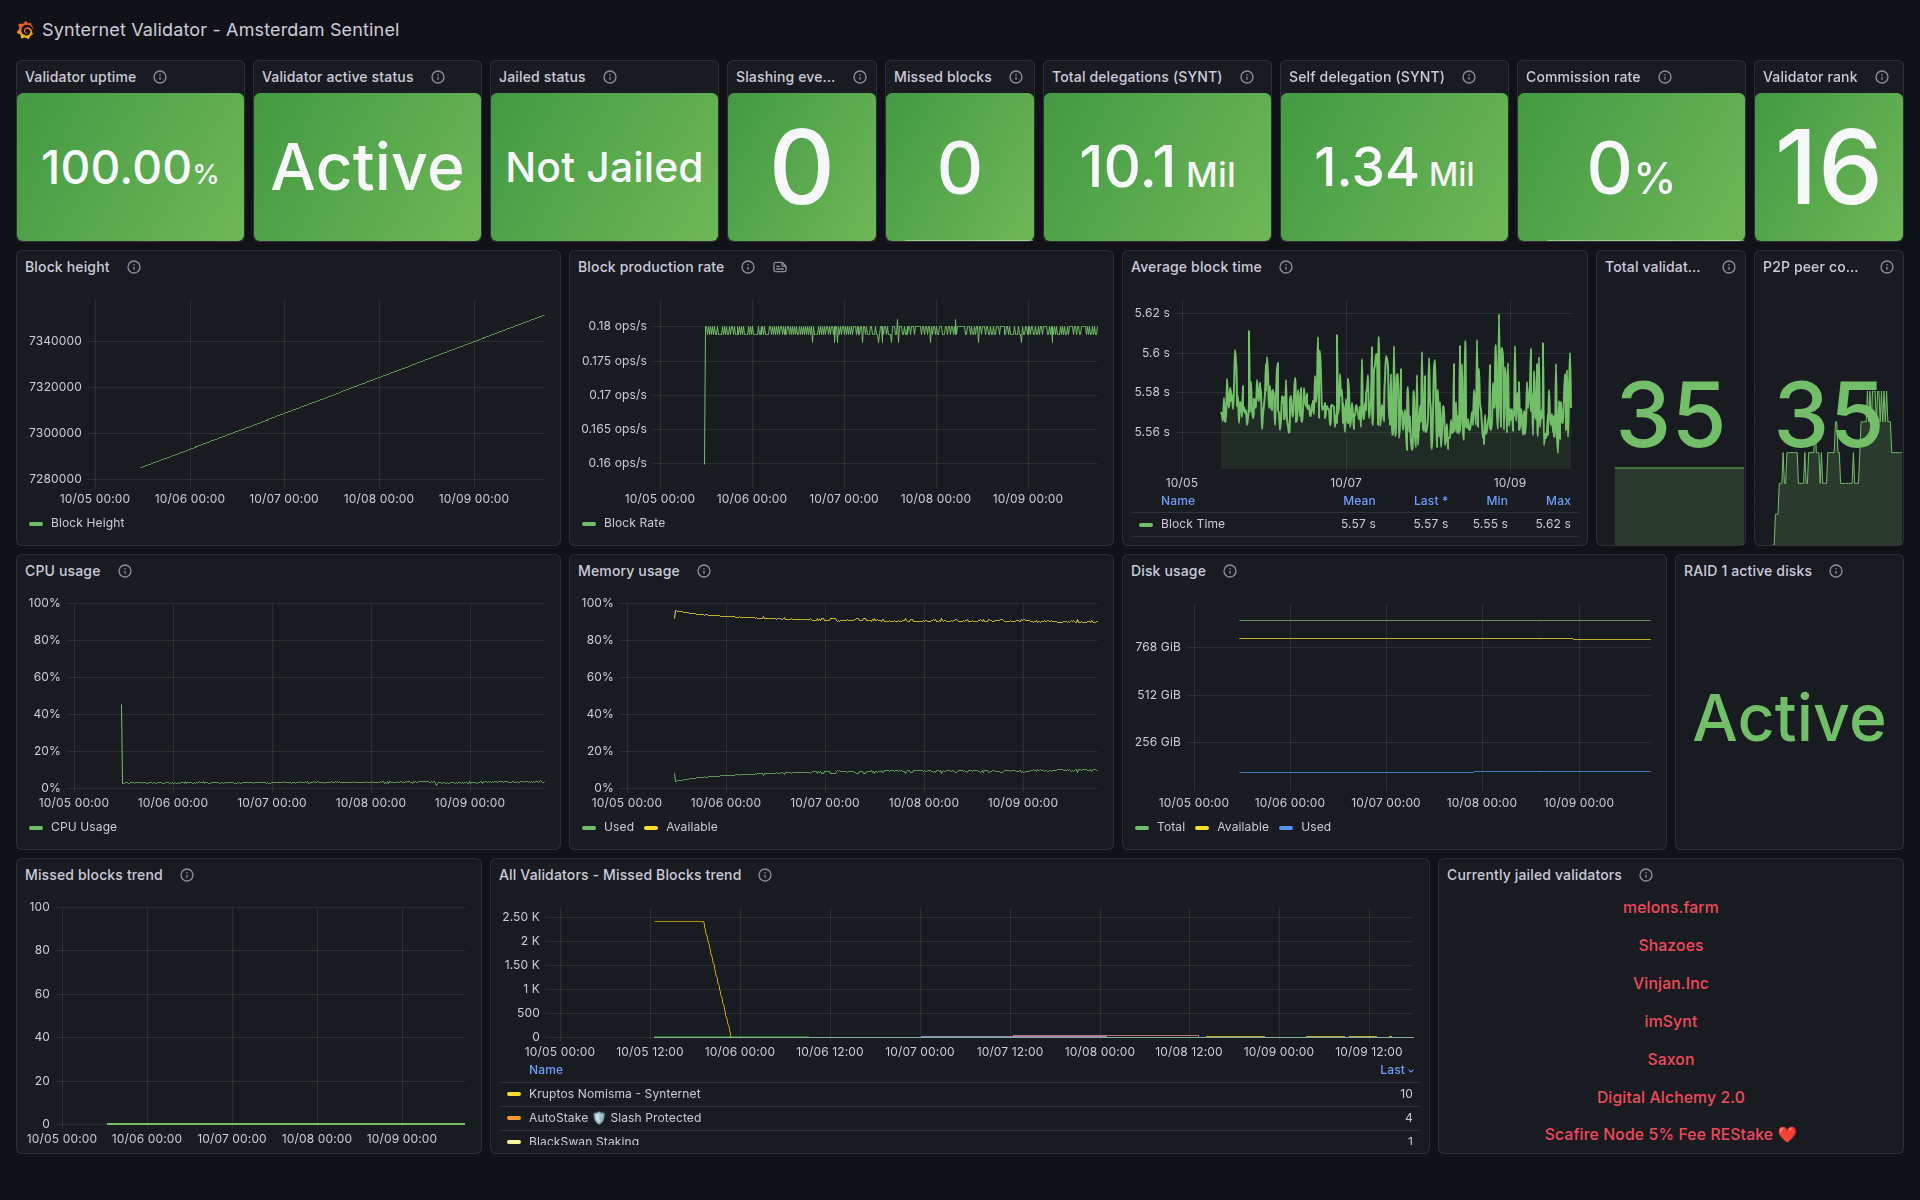 Synternet Validator - Amsterdam Sentinel
Validator uptime
100.00%
Validator active status
Active
Jailed status
Not Jailed
Slashing eve...
0
Missed blocks
0
Total delegations (SYNT)
10.1 Mil
Self delegation (SYNT)
1.34 Mil
Commission rate
0%
Validator rank
16
Block height
7340000
7320000
7300000
7280000
10/05 00:00 10/06 00:00 10/07 00:00 10/08 00:00 10/09 00:00
Block Height
Block production rate
0.18 ops/s
0.175 ops/s
0.17 ops/s
0.165 ops/s
0.16 ops/s
10/05 00:00 10/06 00:00 10/07 00:00 10/08 00:00 10/09 00:00
Block Rate
Average block time
5.62 s
5.6 s
5.58 s
5.56 s
10/05 10/07 10/09
Name Mean Last * Min Max
Block Time 5.57 s 5.57 s 5.55 s 5.62 s
Total validat...
35
P2P peer co...
35
CPU usage
100%
80%
60%
40%
20%
0%
10/05 00:00 10/06 00:00 10/07 00:00 10/08 00:00 10/09 00:00
CPU Usage
Memory usage
100%
80%
60%
40%
20%
0%
10/05 00:00 10/06 00:00 10/07 00:00 10/08 00:00 10/09 00:00
Used Available
Disk usage
768 GiB
512 GiB
256 GiB
10/05 00:00 10/06 00:00 10/07 00:00 10/08 00:00 10/09 00:00
Total Available Used
RAID 1 active disks
Active
Missed blocks trend
100
80
60
40
20
0
10/05 00:00 10/06 00:00 10/07 00:00 10/08 00:00 10/09 00:00
All Validators - Missed Blocks trend
2.50 K
2 K
1.50 K
1 K
500
0
10/05 00:00 10/05 12:00 10/06 00:00 10/06 12:00 10/07 00:00 10/07 12:00 10/08 00:00 10/08 12:00 10/09 00:00 10/09 12:00
Name Last
Kruptos Nomisma - Synternet 10
AutoStake 🛡️ Slash Protected 4
BlackSwan Staking 1
Currently jailed validators
melons.farm
Shazoes
Vinjan.Inc
imSynt
Saxon
Digital Alchemy 2.0
Scafire Node 5% Fee REStake ❤️